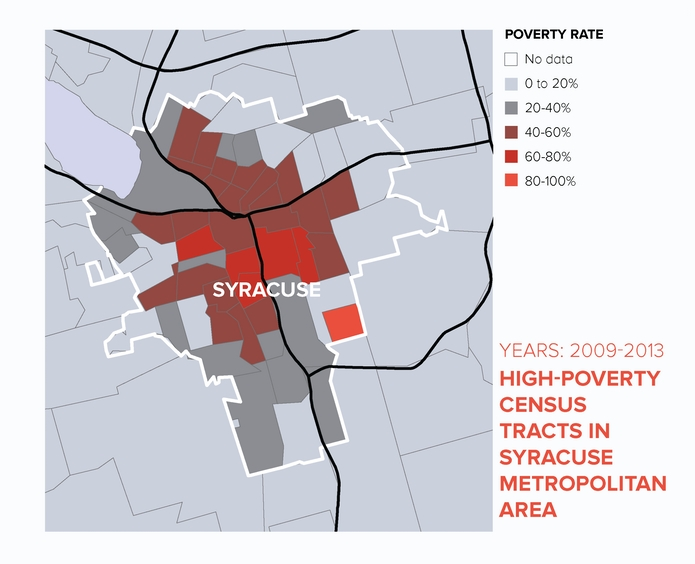 POVERTY RATE
No data
0 to 20%
20-40%
40-60%
60-80%
80-100%
SYRACUSE
YEARS: 2009-2013
HIGH-POVERTY
CENSUS
TRACTS IN
SYRACUSE
METROPOLITAN
AREA